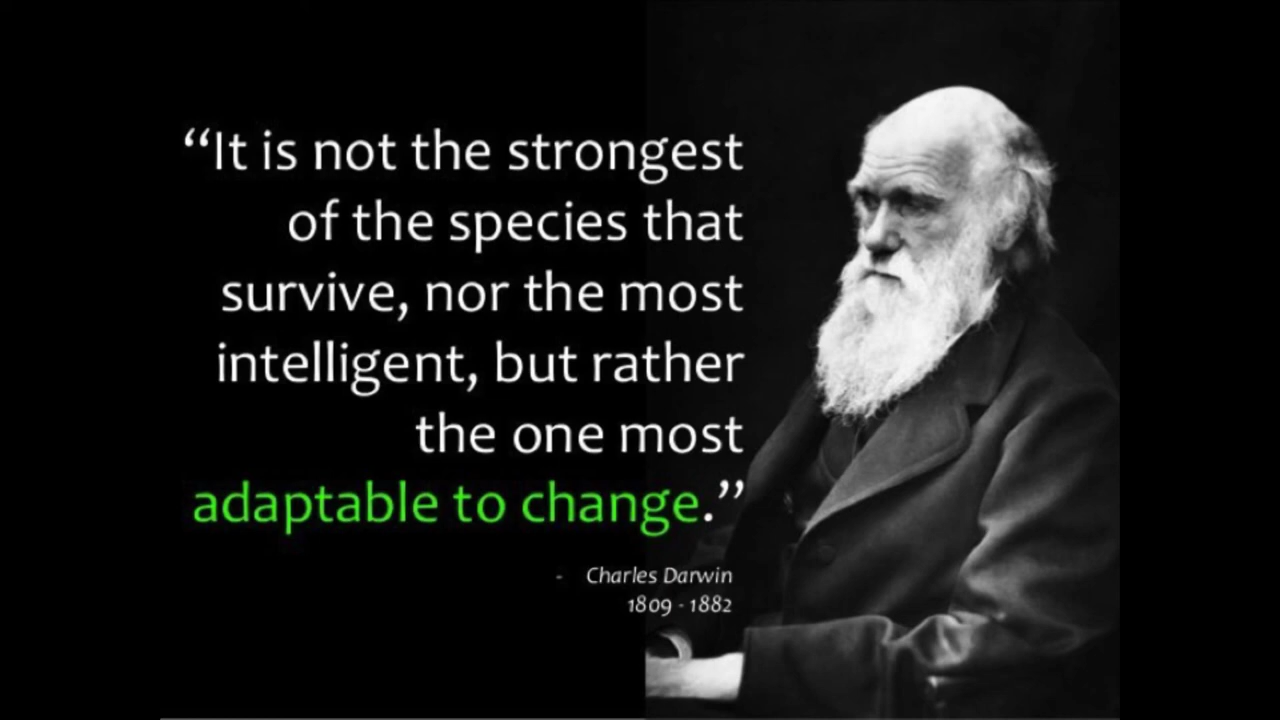 “It is not the strongest
of the species that
survive, nor the most
intelligent, but rather
the one most
adaptable to change.”
- Charles Darwin
1809 - 1882